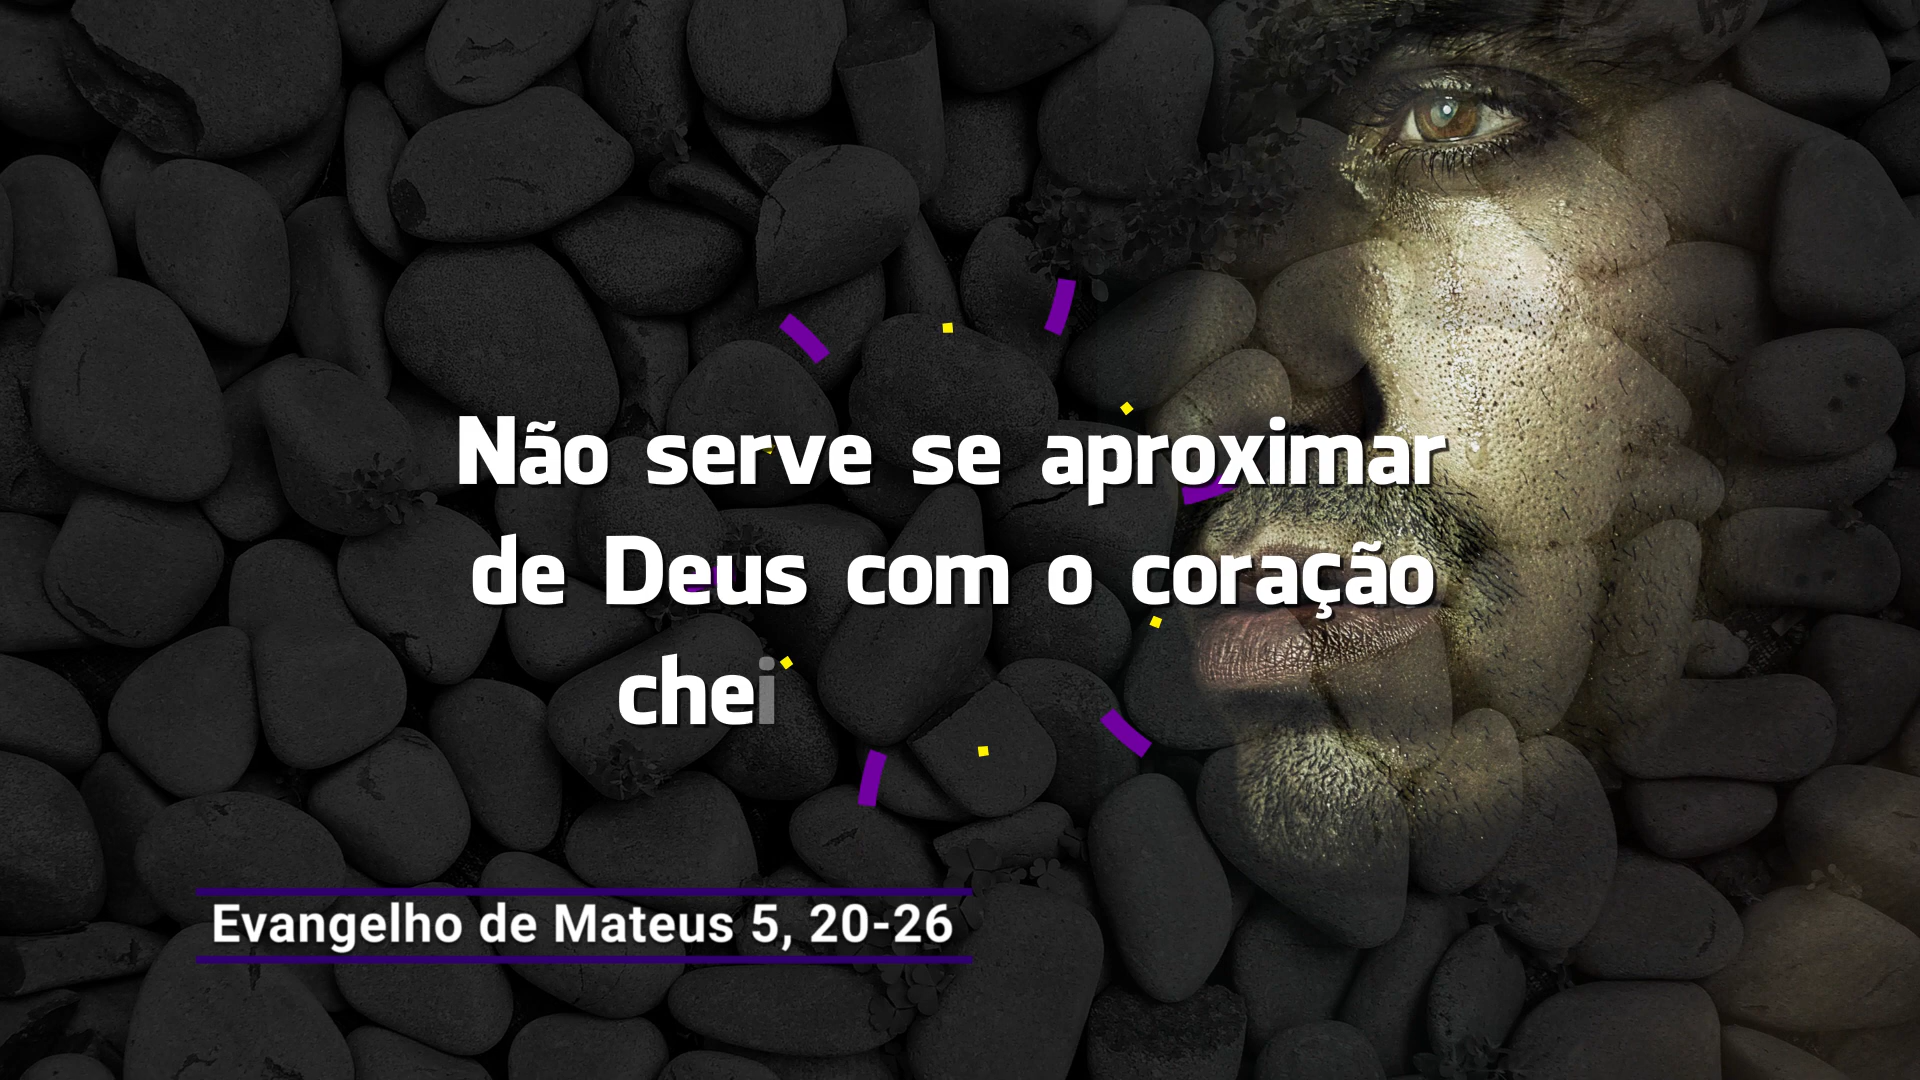 Não serve se aproximar
de Deus com o coração
chei
Evangelho de Mateus 5, 20-26